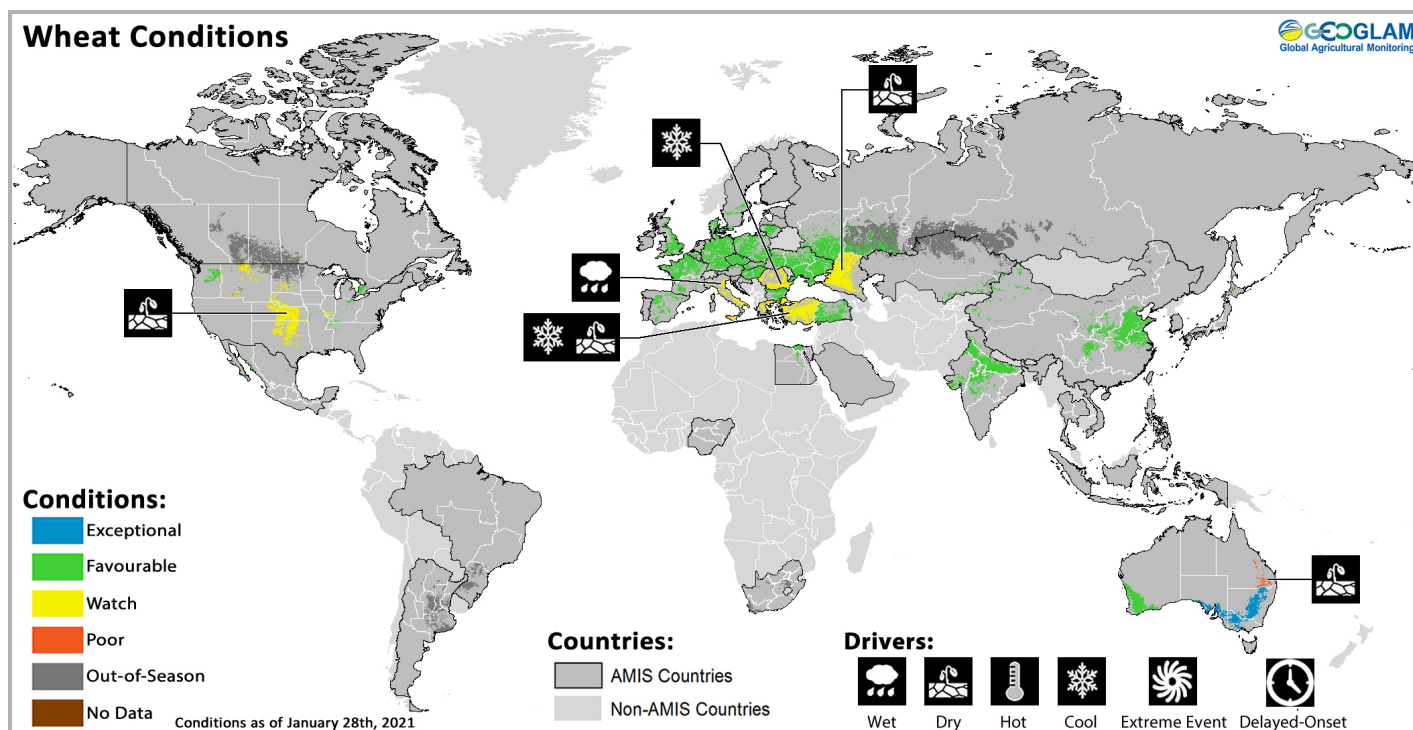 Wheat Conditions
GEOGLAM
Global Agricultural Monitoring
Conditions:
Exceptional
Favourable
Watch
Poor
Out-of-Season
No Data
Conditions as of January 28th, 2021
Countries:
AMIS Countries
Non-AMIS Countries
Drivers:
Wet
Dry
Hot
Cool
Extreme Event
Delayed-Onset